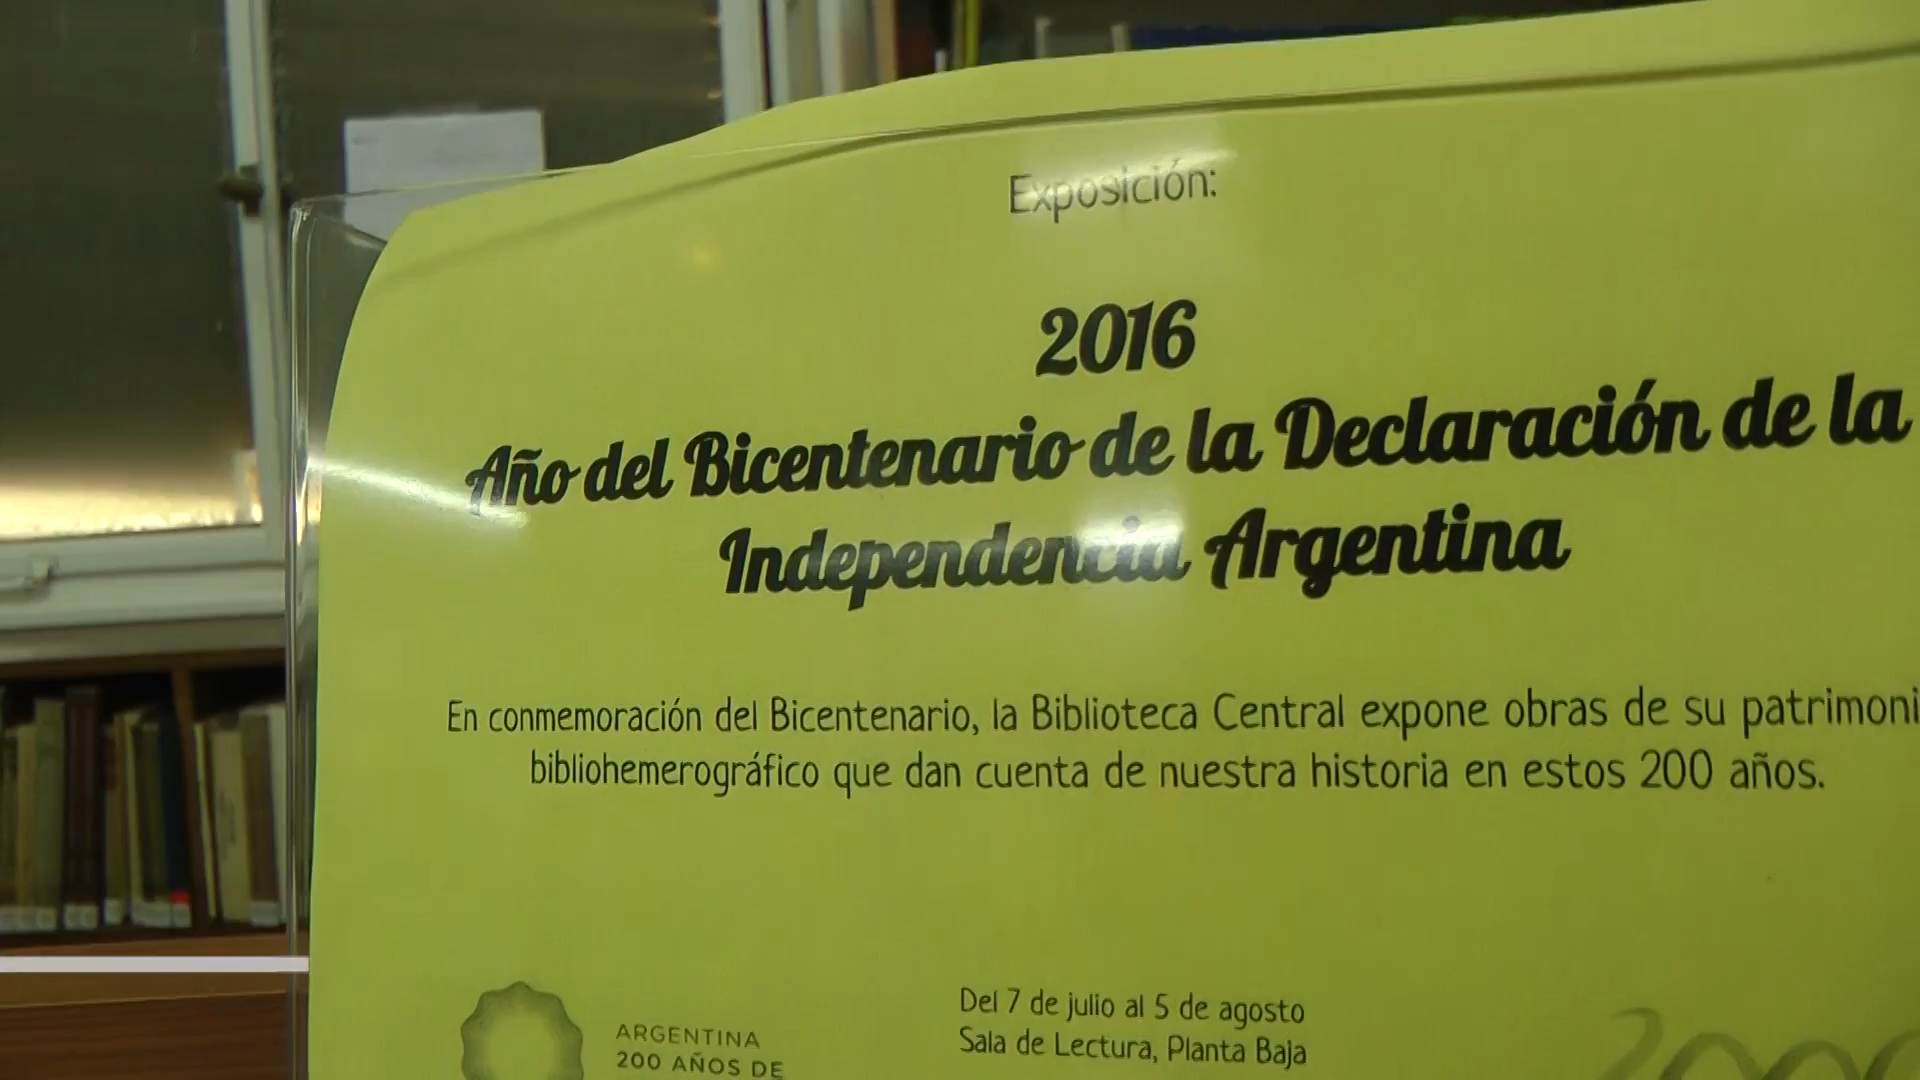 Exposición:
2016
Año del Bicentenario de la Declaración de la
Independencia Argentina
En conmemoración del Bicentenario, la Biblioteca Central expone obras de su patrimoni
bibliohemerográfico que dan cuenta de nuestra historia en estos 200 años.
Del 7 de julio al 5 de agosto
Sala de Lectura, Planta Baja
ARGENTINA
200 AÑOS DE